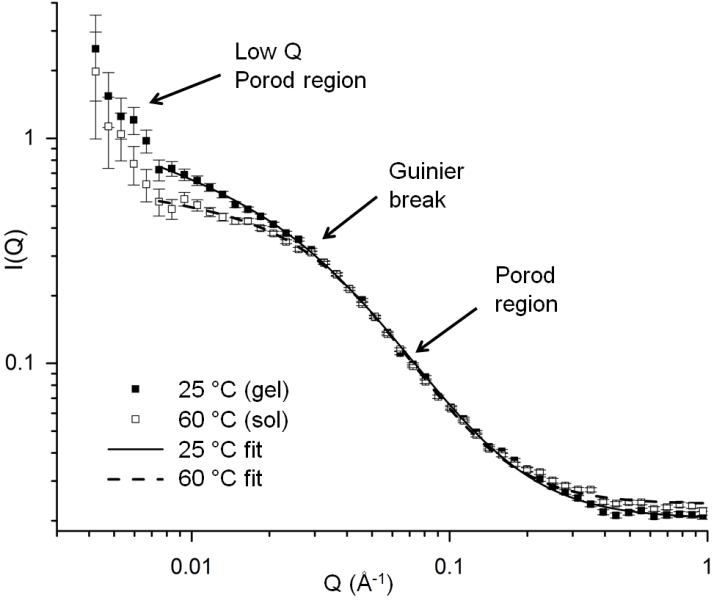 Low Q
Porod region
Guinier
break
Porod
region
1
0.1
I(Q)
25 °C (gel)
60 °C (sol)
25 °C fit
60 °C fit
0.01
0.1
1
Q (Å-1)